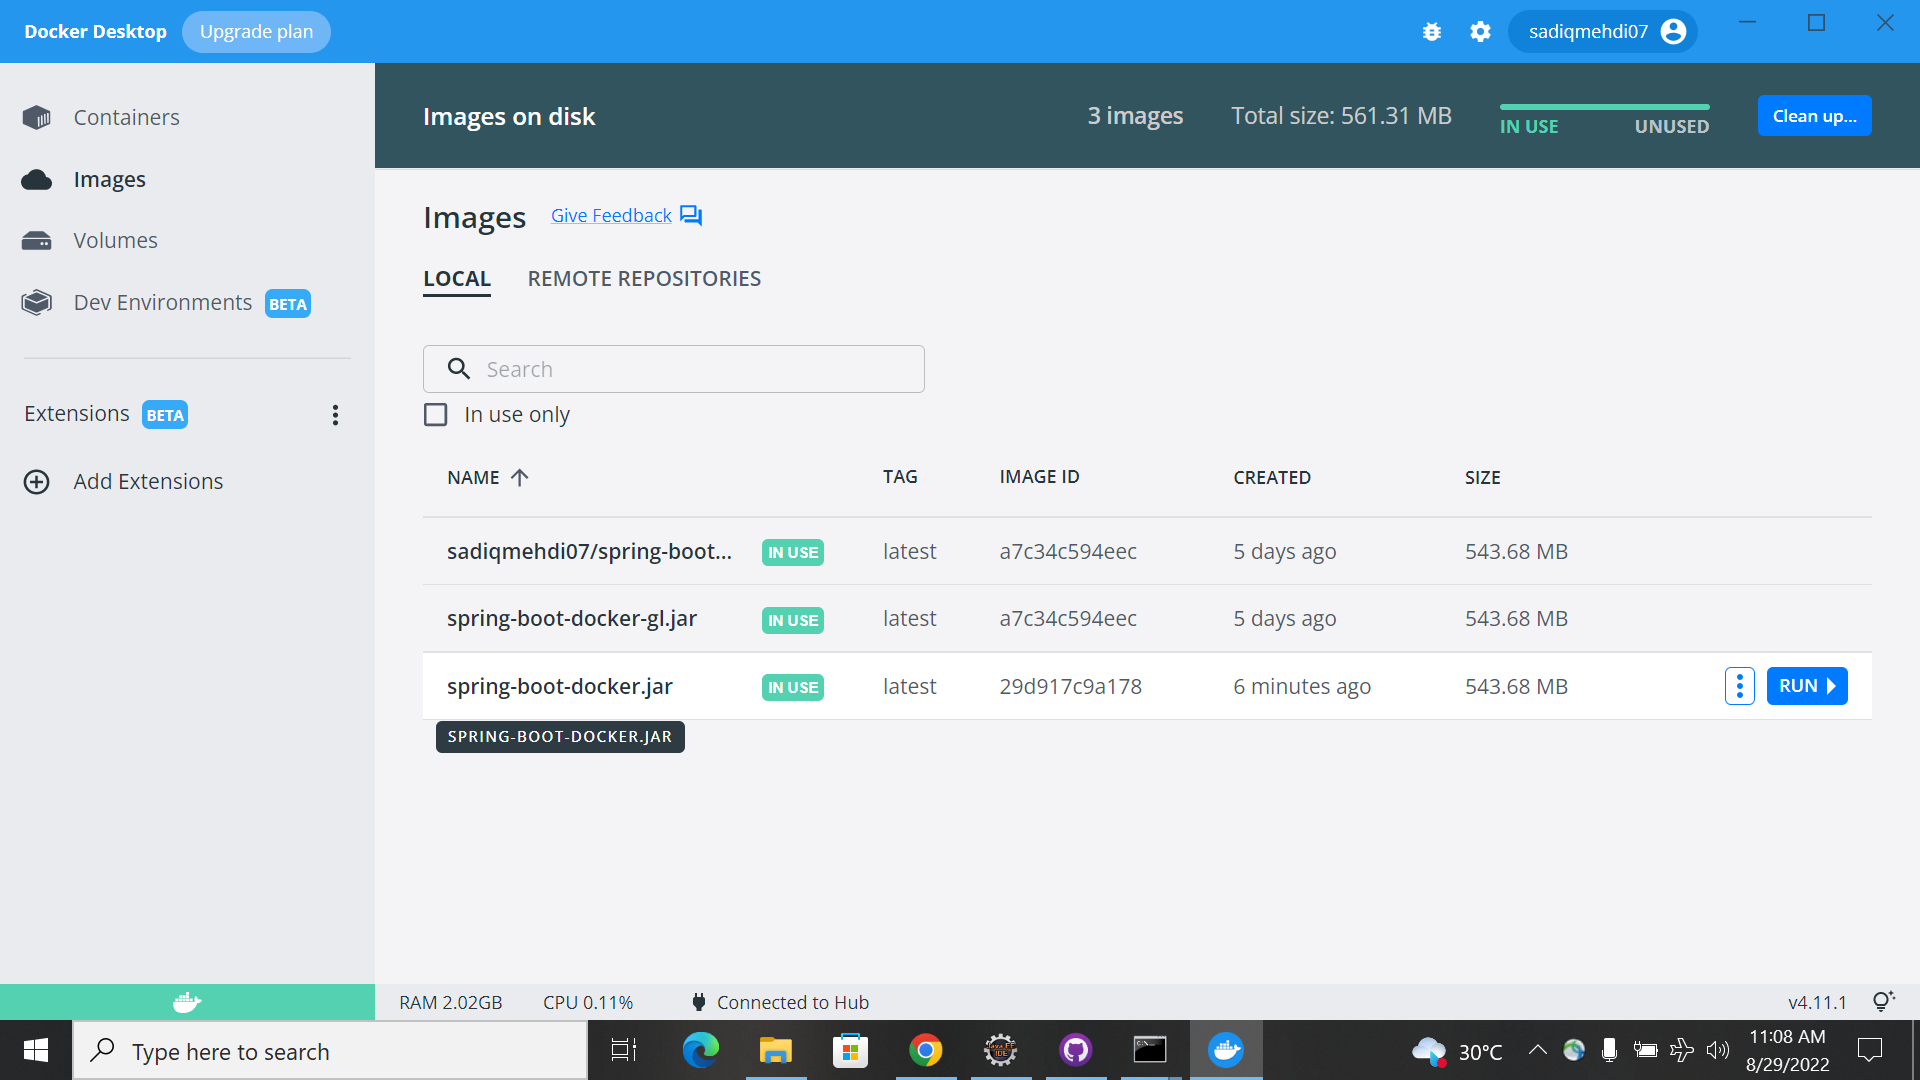 Docker Desktop Upgrade plan sadiqmehdi07
Containers
Images
Volumes
Dev Environments BETA
Extensions BETA
Add Extensions
Images on disk 3 images Total size: 561.31 MB IN USE UNUSED Clean up...
Images Give Feedback
LOCAL REMOTE REPOSITORIES
Search
In use only
NAME TAG IMAGE ID CREATED SIZE
sadiqmehdi07/spring-boot... IN USE latest a7c34c594eec 5 days ago 543.68 MB
spring-boot-docker-gl.jar IN USE latest a7c34c594eec 5 days ago 543.68 MB
spring-boot-docker.jar IN USE latest 29d917c9a178 6 minutes ago 543.68 MB RUN
SPRING-BOOT-DOCKER.JAR
RAM 2.02GB CPU 0.11% Connected to Hub v4.11.1
Type here to search 30°C 11:08 AM
8/29/2022